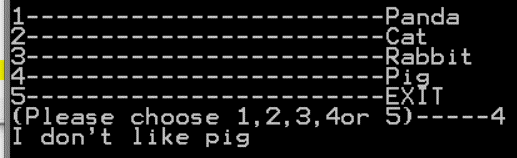 1-----------------------Panda
2-----------------------Cat
3-----------------------Rabbit
4-----------------------Pig
5-----------------------EXIT
(Please choose 1,2,3,4or 5)-----4
I don't like pig